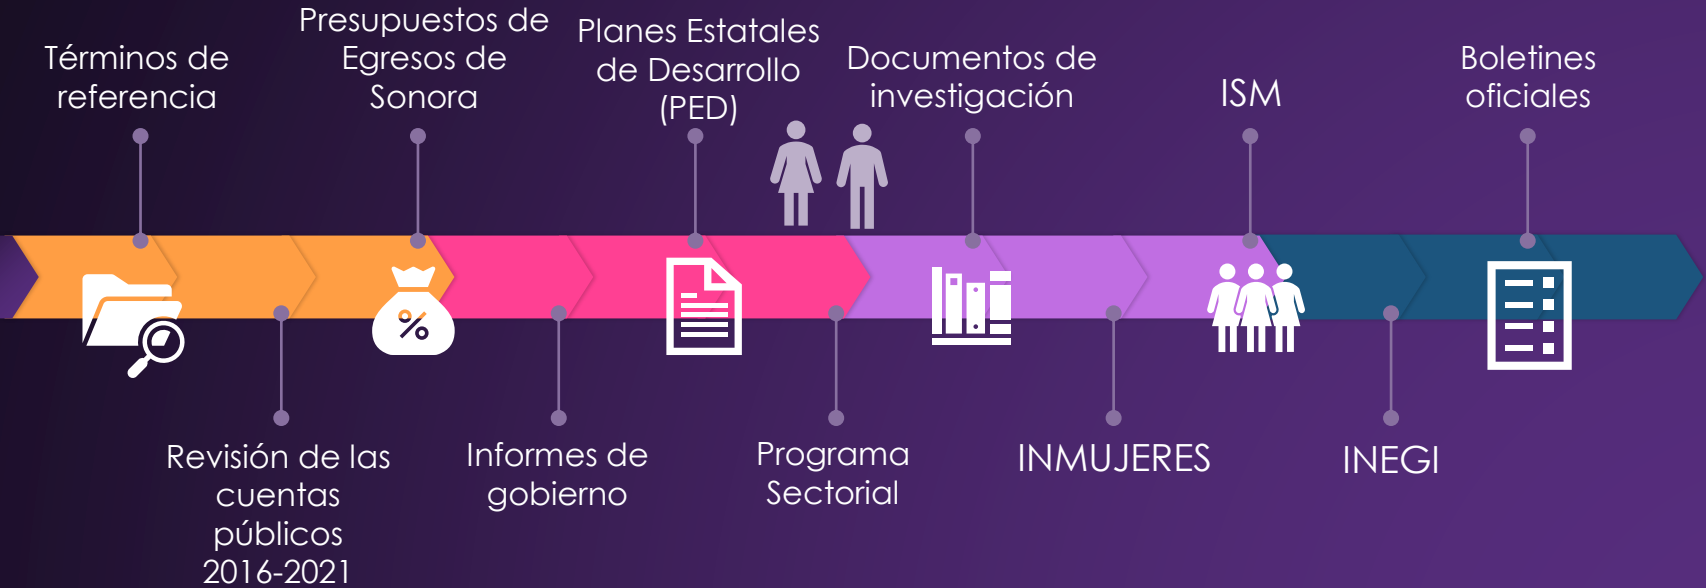 Términos de
referencia
Revisión de las
cuentas
públicos
2016-2021
Presupuestos de
Egresos de
Sonora
Informes de
gobierno
Planes Estatales
de Desarrollo
(PED)
Programa
Sectorial
Documentos de
investigación
INMUJERES
ISM
INEGI
Boletines
oficiales
%